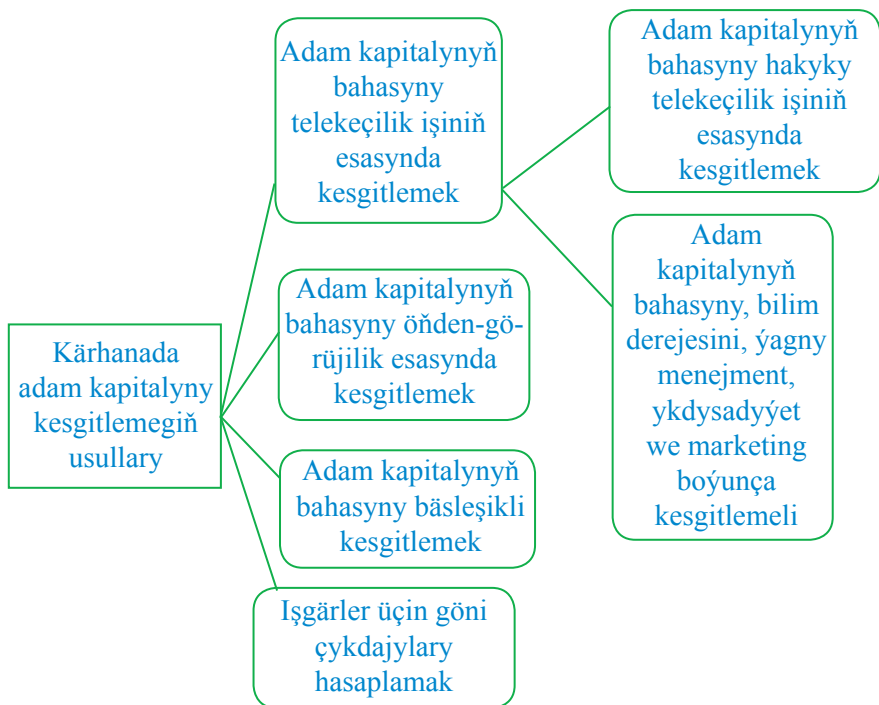 Kärhanada
adam kapitalyny
kesgitlemegiň
usullary
Adam kapitalynyň
bahasyny
telekeçilik işiniň
esasynda
kesgitlemek
Adam kapitalynyň
bahasyny öňden-gö-
rüjilik esasynda
kesgitlemek
Adam kapitalynyň
bahasyny bäsleşikli
kesgitlemek
Işgärler üçin göni
çykdajylary
hasaplamak
Adam kapitalynyň
bahasyny hakyky
telekeçilik işiniň
esasynda
kesgitlemek
Adam
kapitalynyň
bahasyny, bilim
derejesini, ýagny
menejment,
ykdysadyýet
we marketing
boýunça
kesgitlemeli